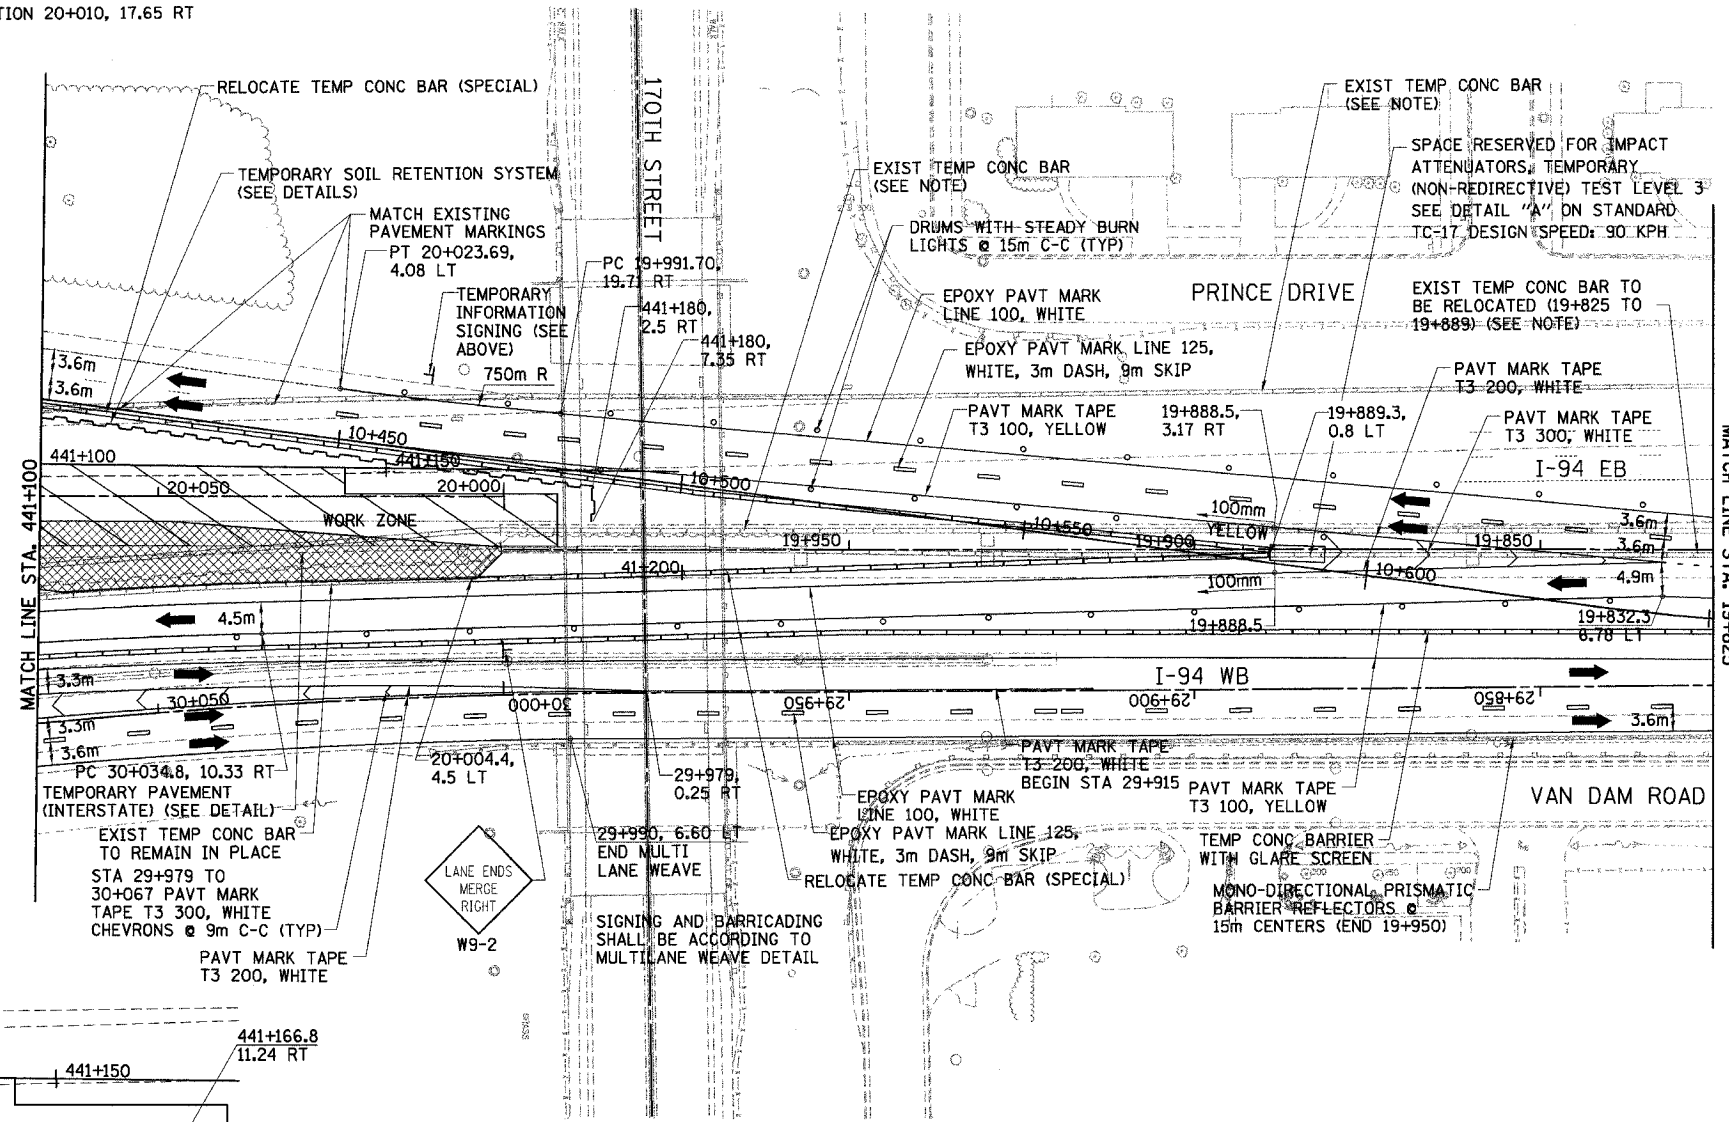 TION 20+010, 17.65 RT
RELOCATE TEMP CONC BAR (SPECIAL)
TEMPORARY SOIL RETENTION SYSTEM
(SEE DETAILS)
MATCH EXISTING
PAVEMENT MARKINGS
PT 20+023.69,
4.08 LT
TEMPORARY
INFORMATION
SIGNING (SEE
ABOVE)
750m R
170TH STREET
PC 19+991.70,
19.71 RT
441+180,
2.5 RT
441+180,
7.35 RT
EXIST TEMP CONC BAR
(SEE NOTE)
DRUMS WITH STEADY BURN
LIGHTS @ 15m C-C (TYP)
EPOXY PAVT MARK
LINE 100, WHITE
EPOXY PAVT MARK LINE 125,
WHITE, 3m DASH, 9m SKIP
PAVT MARK TAPE
T3 100, YELLOW
19+888.5,
3.17 RT
19+889.3,
0.8 LT
PRINCE DRIVE
EXIST TEMP CONC BAR
(SEE NOTE)
SPACE RESERVED FOR IMPACT
ATTENUATORS, TEMPORARY
(NON-REDIRECTIVE) TEST LEVEL 3
SEE DETAIL "A" ON STANDARD
TC-17 DESIGN SPEED: 90 KPH
EXIST TEMP CONC BAR TO
BE RELOCATED (19+825 TO
19+889) (SEE NOTE)
PAVT MARK TAPE
T3 200, WHITE
PAVT MARK TAPE
T3 300, WHITE
I-94 EB
MATCH LINE STA. 441+100
MATCH LINE STA. 19+825
3.6m
3.6m
10+450
441+100
441+150
20+050
20+000
WORK ZONE
10+500
10+550
100mm
YELLOW
19+950
19+900
19+850
3.6m
3.6m
41+200
10+600
4.9m
100mm
4.5m
19+888.5
19+832.3
8.78 LT
3.3m
I-94 WB
30+050
30+000
29+950
29+900
29+850
3.3m
3.6m
3.6m
PC 30+034.8, 10.33 RT
TEMPORARY PAVEMENT
(INTERSTATE) (SEE DETAIL)
EXIST TEMP CONC BAR
TO REMAIN IN PLACE
STA 29+979 TO
30+067 PAVT MARK
TAPE T3 300, WHITE
CHEVRONS @ 9m C-C (TYP)
PAVT MARK TAPE
T3 200, WHITE
20+004.4,
4.5 LT
LANE ENDS
MERGE
RIGHT
W9-2
29+979,
0.25 RT
29+990, 6.60 LT
END MULTI
LANE WEAVE
SIGNING AND BARRICADING
SHALL BE ACCORDING TO
MULTILANE WEAVE DETAIL
PAVT MARK TAPE
T3 200, WHITE
BEGIN STA 29+915
EPOXY PAVT MARK
LINE 100, WHITE
EPOXY PAVT MARK LINE 125,
WHITE, 3m DASH, 9m SKIP
RELOCATE TEMP CONC BAR (SPECIAL)
PAVT MARK TAPE
T3 100, YELLOW
VAN DAM ROAD
TEMP CONC BARRIER
WITH GLARE SCREEN
MONO-DIRECTIONAL PRISMATIC
BARRIER REFLECTORS @
15m CENTERS (END 19+950)
GRASS
441+166.8
11.24 RT
441+150